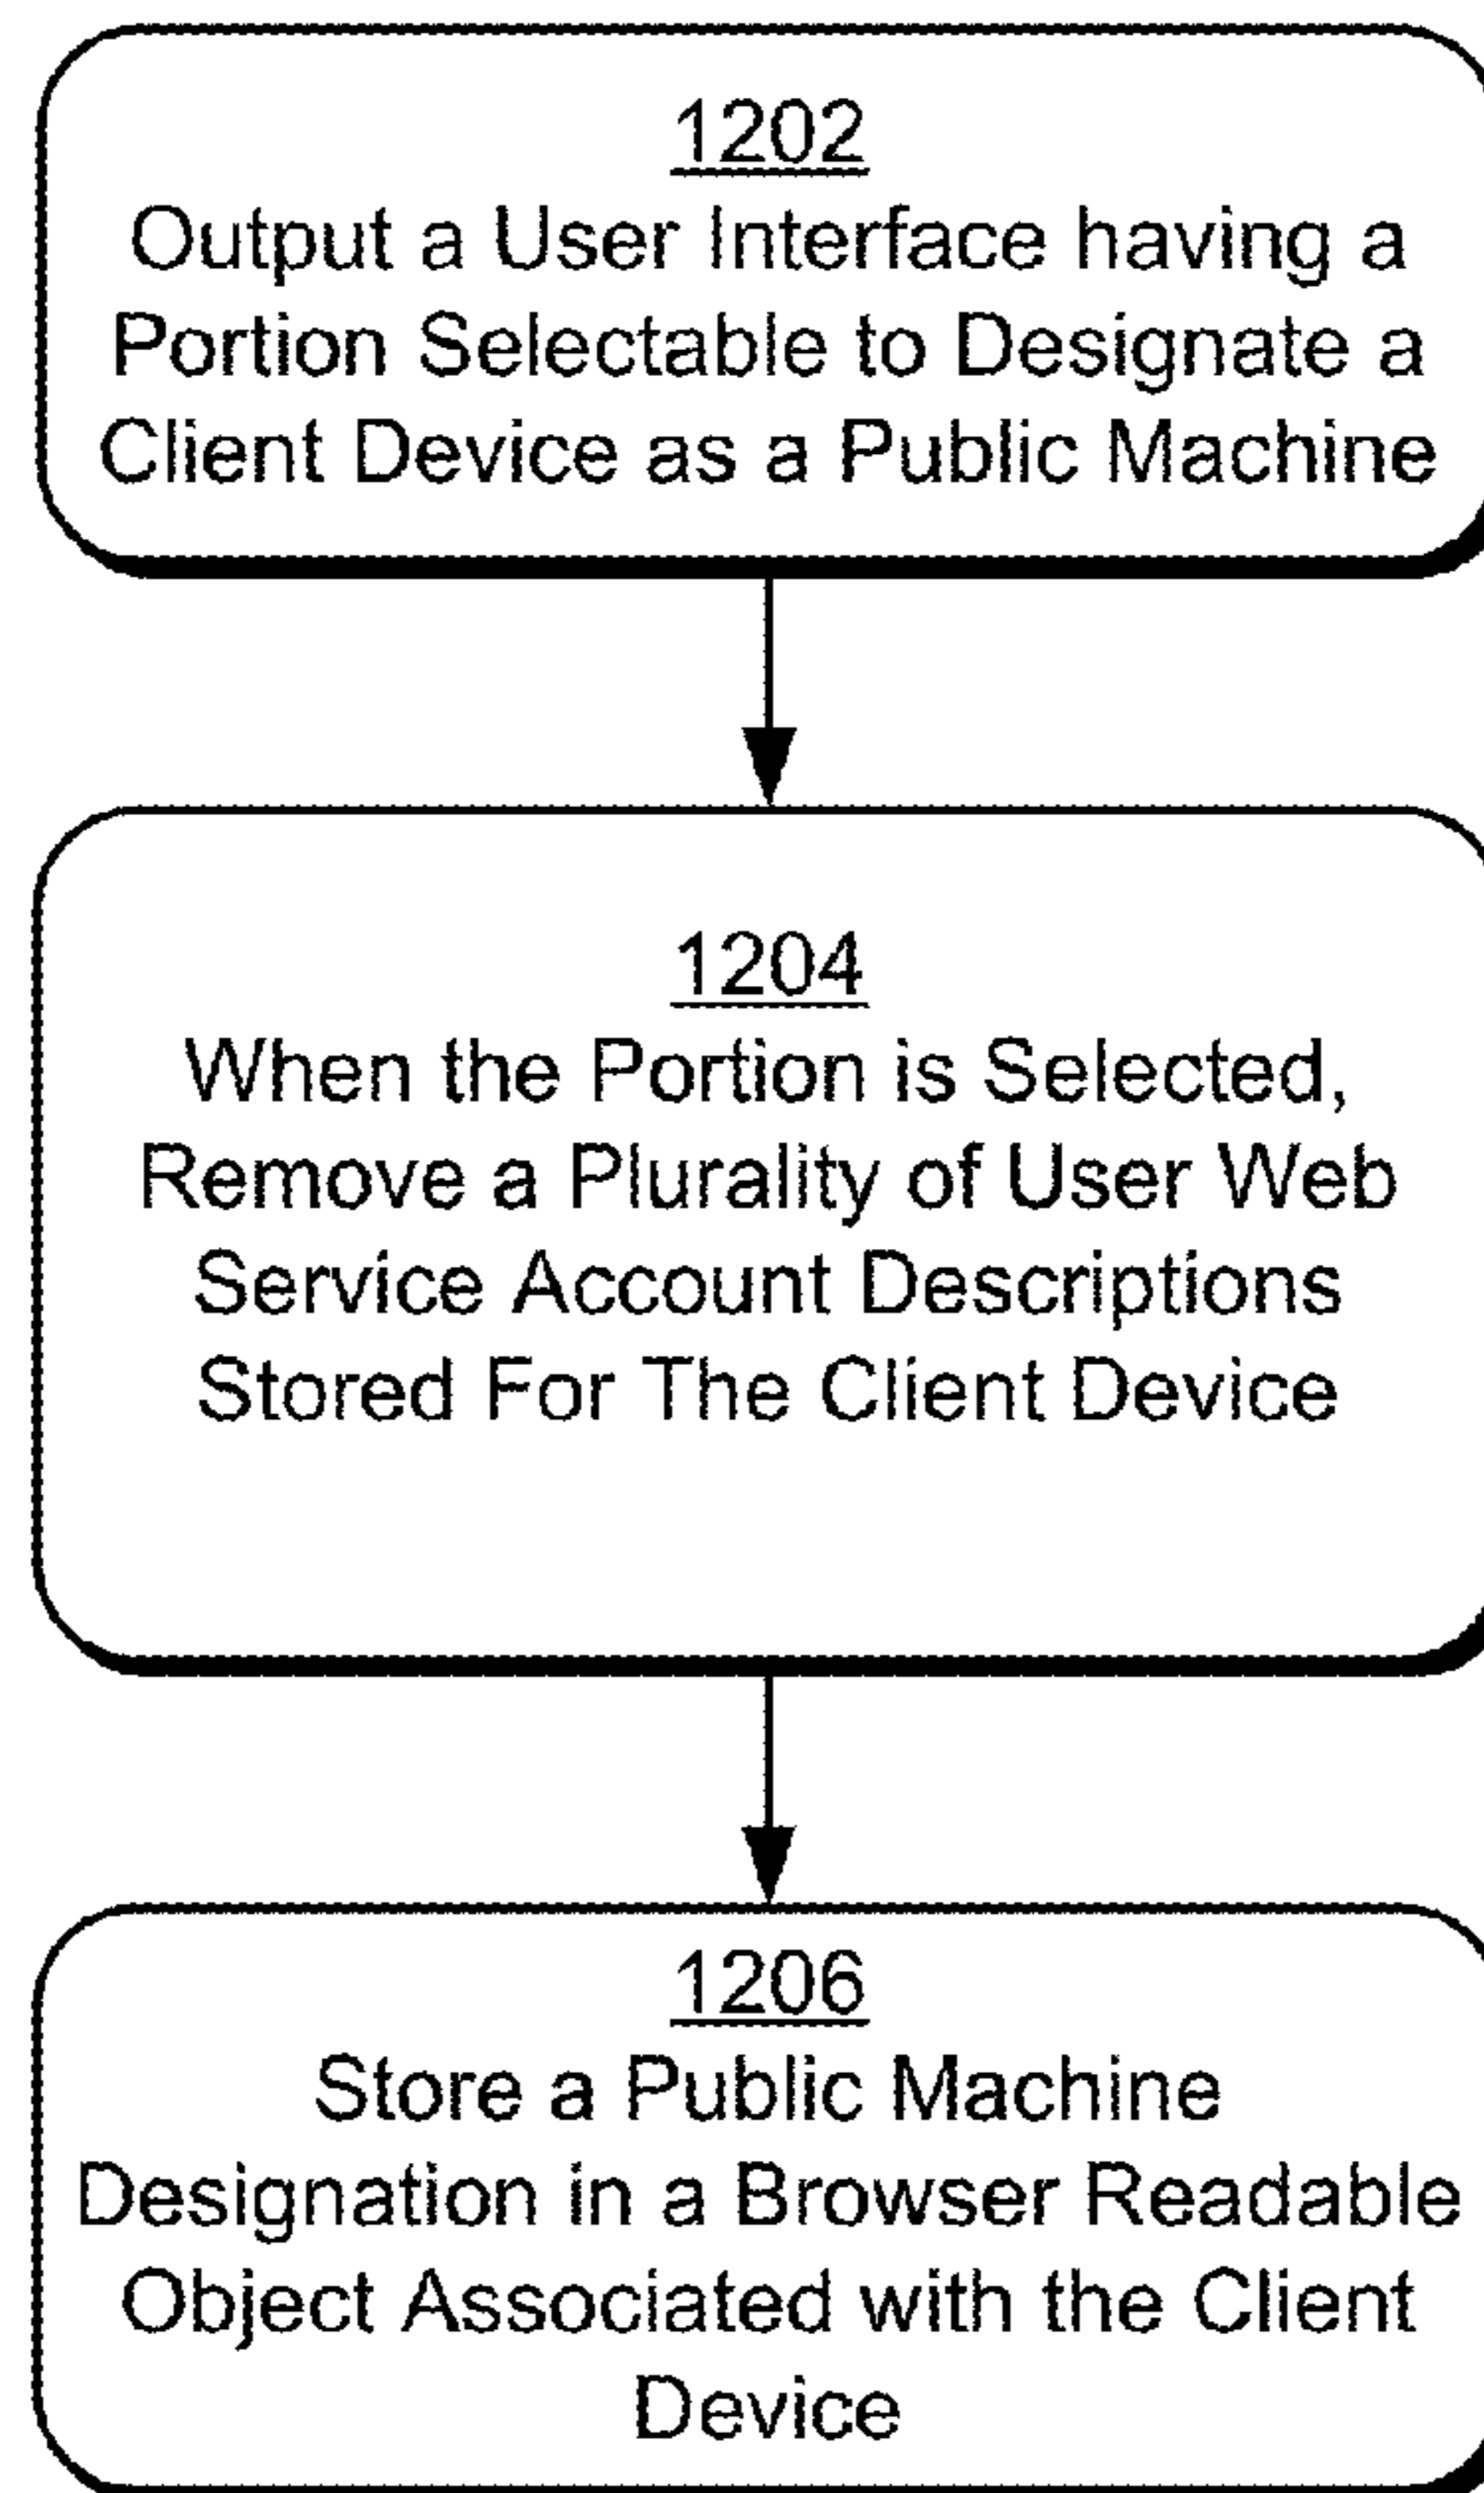 1202
Output a User Interface having a
Portion Selectable to Designate a
Client Device as a Public Machine
1204
When the Portion is Selected,
Remove a Plurality of User Web
Service Account Descriptions
Stored For The Client Device
1206
Store a Public Machine
Designation in a Browser Readable
Object Associated with the Client
Device